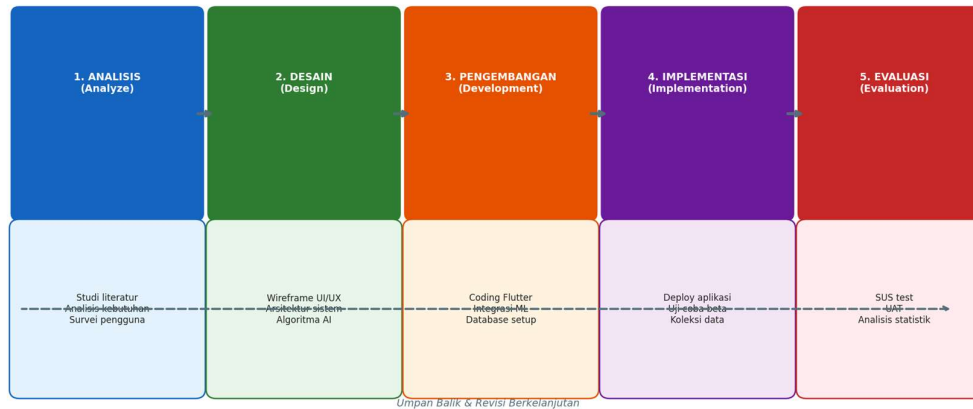 1. ANALISIS
(Analyze)
2. DESAIN
(Design)
3. PENGEMBANGAN
(Development)
4. IMPLEMENTASI
(Implementation)
5. EVALUASI
(Evaluation)
Studi literatur
Analisis kebutuhan
Survei pengguna
Wireframe UI/UX
Arsitektur sistem
Algoritma AI
Coding Flutter
Integrasi ML
Database setup
Deploy aplikasi
Uji coba beta
Koleksi data
SUS test
UAT
Analisis statistik
Umpan Balik & Revisi Berkelanjutan